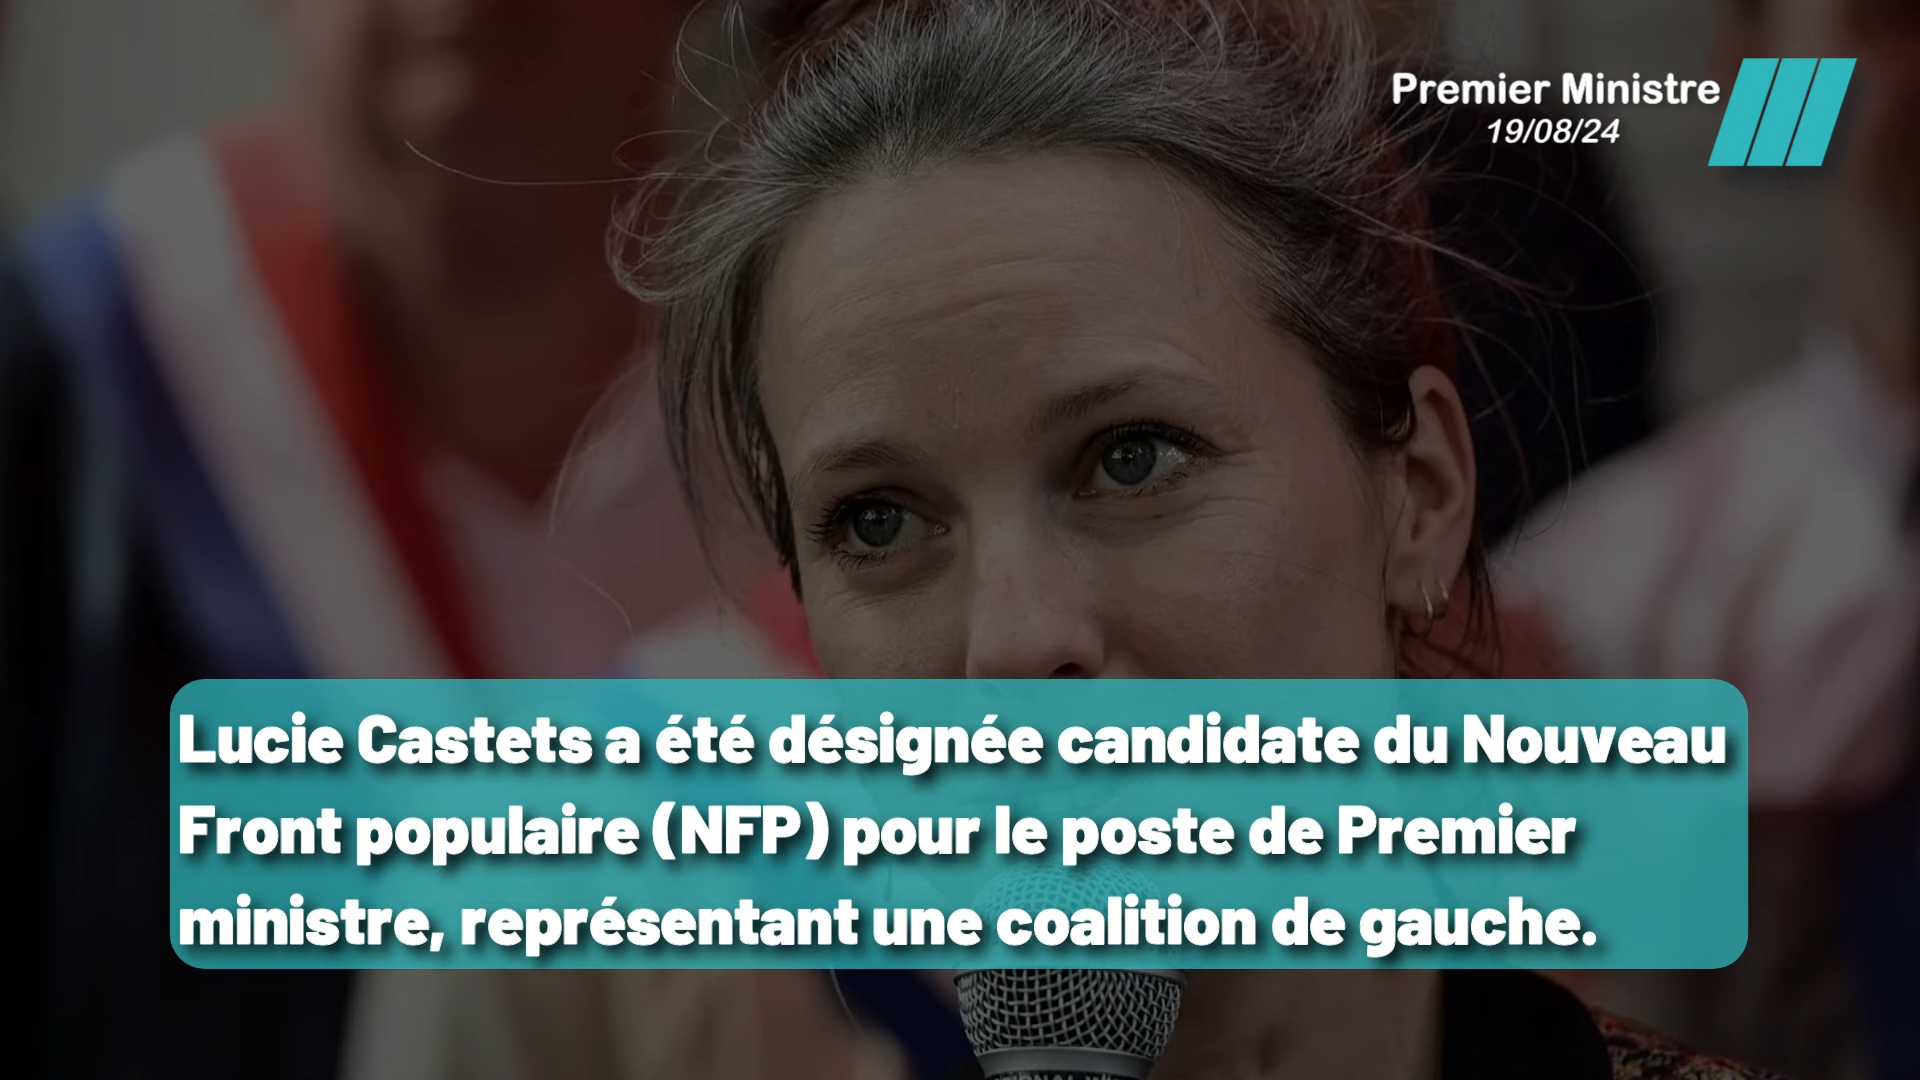 Premier Ministre
19/08/24
Lucie Castets a été désignée candidate du Nouveau
Front populaire (NFP) pour le poste de Premier
ministre, représentant une coalition de gauche.